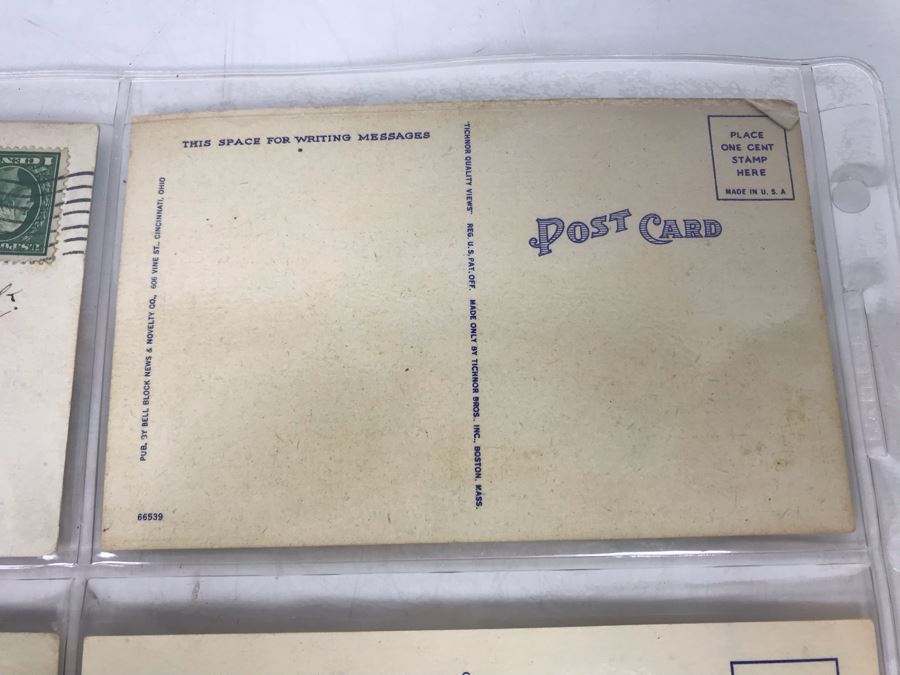 THIS SPACE FOR WRITING MESSAGES
PUB. BY BELL BLOCK NEWS & NOVELTY CO., 606 VINE ST., CINCINNATI, OHIO
66539
"TICHNOR QUALITY VIEWS" REG. U. S. PAT. OFF. MADE ONLY BY TICHNOR BROS., INC., BOSTON, MASS.
POST CARD
PLACE
ONE CENT
STAMP
HERE
MADE IN U. S. A